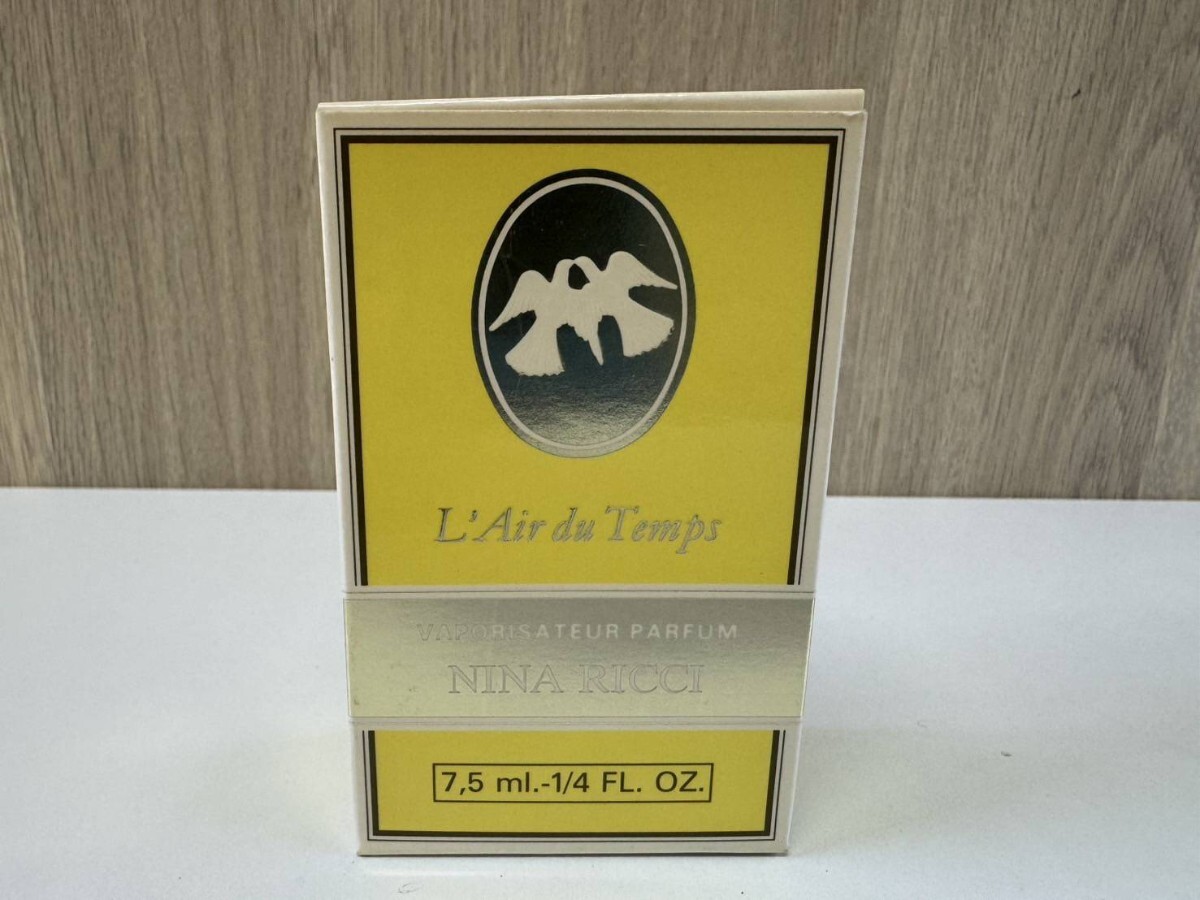 L'Air du Temps
VAPORISATEUR PARFUM
NINA RICCI
7,5 ml.-1/4 FL. OZ.